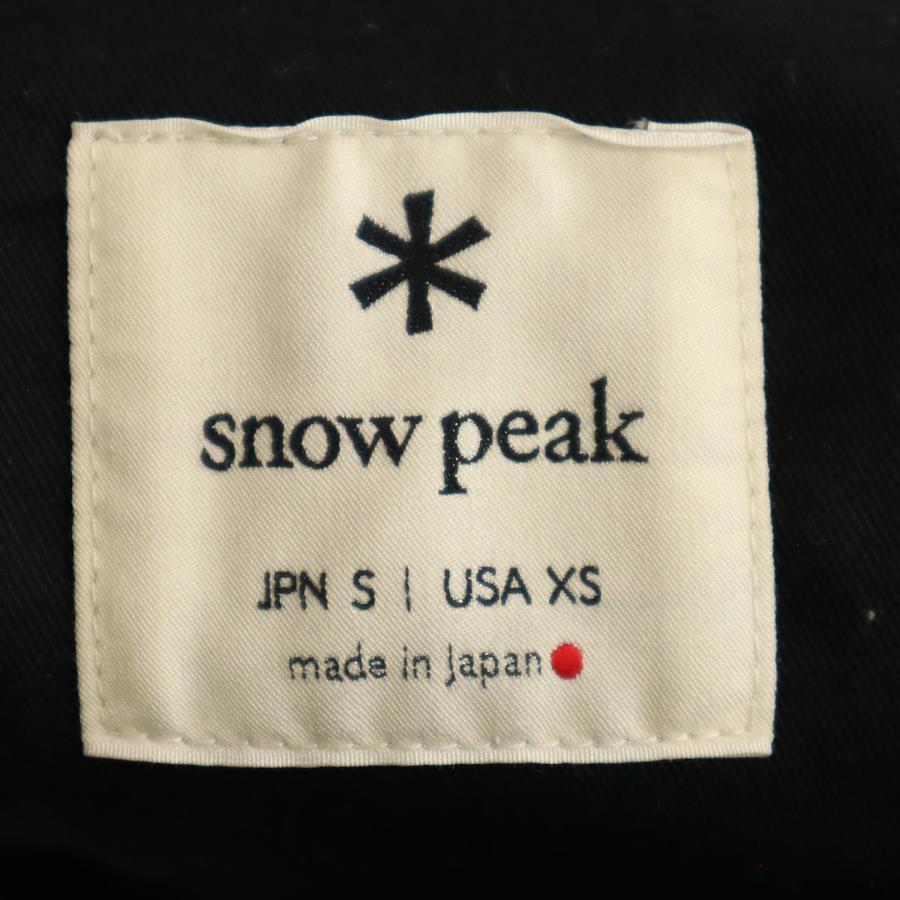 snow peak
JPN S | USA XS
made in Japan